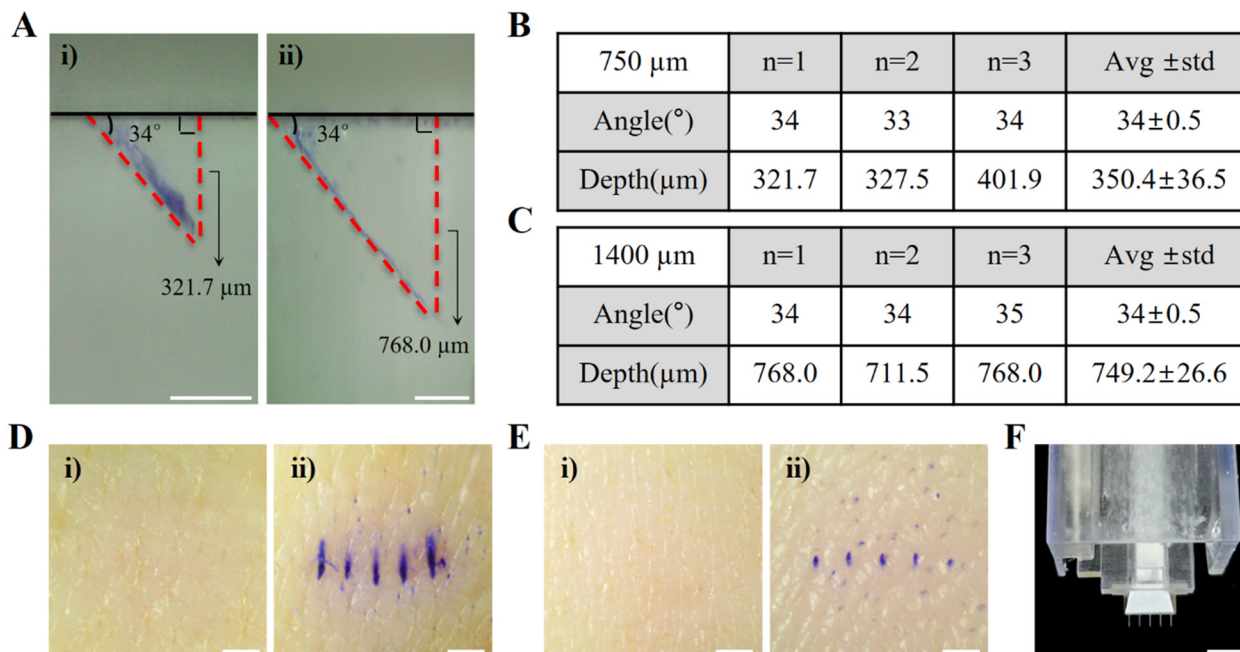 A
i)
34°
321.7 µm
ii)
34°
768.0 µm
B
750 µm n=1 n=2 n=3 Avg ±std
Angle(°) 34 33 34 34±0.5
Depth(µm) 321.7 327.5 401.9 350.4±36.5
C
1400 µm n=1 n=2 n=3 Avg ±std
Angle(°) 34 34 35 34±0.5
Depth(µm) 768.0 711.5 768.0 749.2±26.6
D
i)
ii)
E
i)
ii)
F